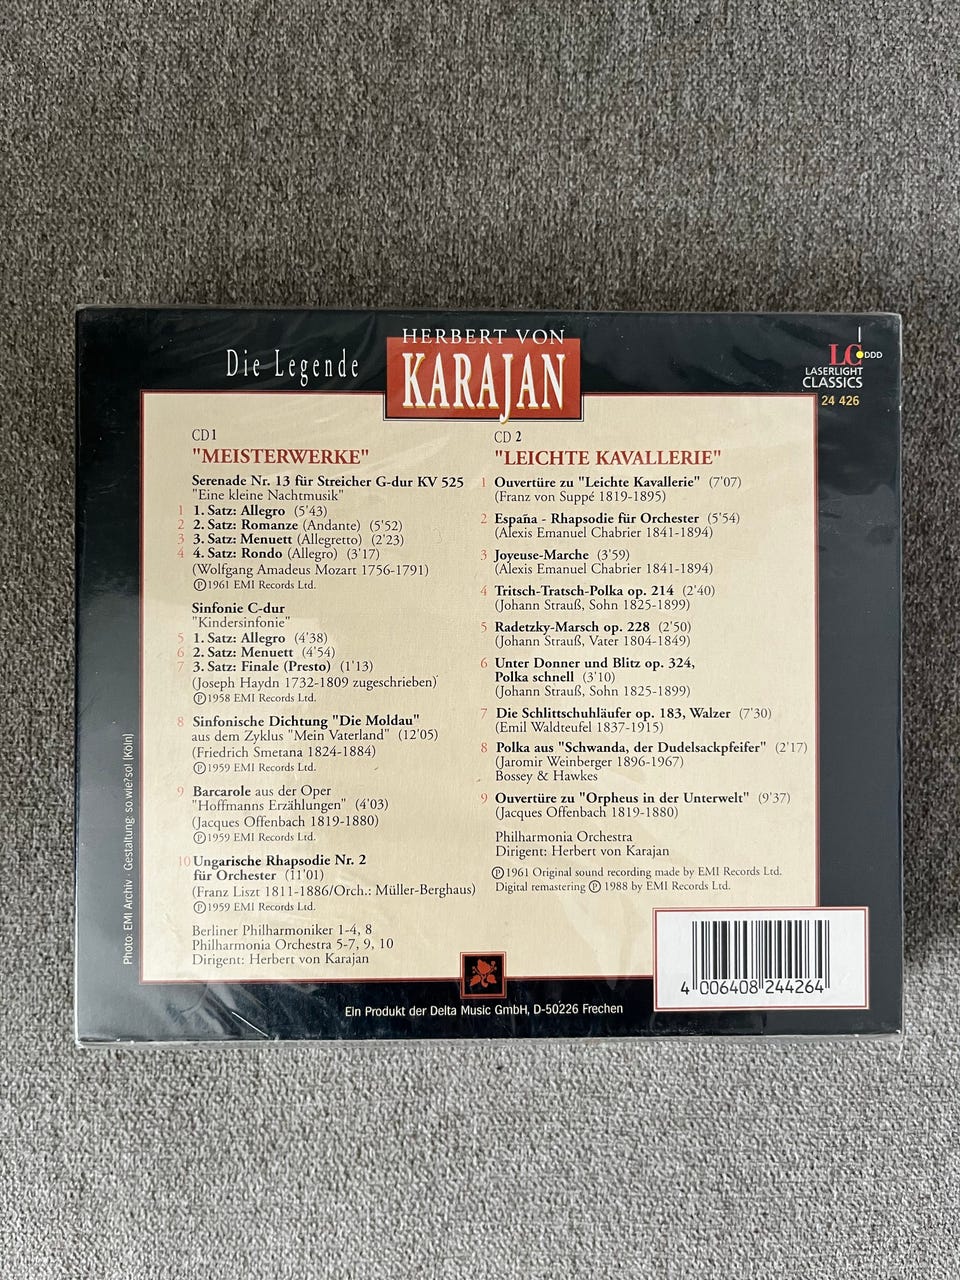 Die Legende
HERBERT VON
KARAJAN
LC DDD
LASERLIGHT
CLASSICS
24 426
CD 1
"MEISTERWERKE"
Serenade Nr. 13 für Streicher G-dur KV 525
"Eine kleine Nachtmusik"
1 1. Satz: Allegro (5'43)
2 2. Satz: Romanze (Andante) (5'52)
3 3. Satz: Menuett (Allegretto) (2'23)
4 4. Satz: Rondo (Allegro) (3'17)
(Wolfgang Amadeus Mozart 1756-1791)
Ⓟ1961 EMI Records Ltd.
Sinfonie C-dur
"Kindersinfonie"
5 1. Satz: Allegro (4'38)
6 2. Satz: Menuett (4'54)
7 3. Satz: Finale (Presto) (1'13)
(Joseph Haydn 1732-1809 zugeschrieben)
Ⓟ1958 EMI Records Ltd.
8 Sinfonische Dichtung "Die Moldau"
aus dem Zyklus "Mein Vaterland" (12'05)
(Friedrich Smetana 1824-1884)
Ⓟ1959 EMI Records Ltd.
9 Barcarole aus der Oper
"Hoffmanns Erzählungen" (4'03)
(Jacques Offenbach 1819-1880)
Ⓟ1959 EMI Records Ltd.
10 Ungarische Rhapsodie Nr. 2
für Orchester (11'01)
(Franz Liszt 1811-1886/Orch.: Müller-Berghaus)
Ⓟ1959 EMI Records Ltd.
Berliner Philharmoniker 1-4, 8
Philharmonia Orchestra 5-7, 9, 10
Dirigent: Herbert von Karajan
CD 2
"LEICHTE KAVALLERIE"
1 Ouvertüre zu "Leichte Kavallerie" (7'07)
(Franz von Suppé 1819-1895)
2 España - Rhapsodie für Orchester (5'54)
(Alexis Emanuel Chabrier 1841-1894)
3 Joyeuse-Marche (3'59)
(Alexis Emanuel Chabrier 1841-1894)
4 Tritsch-Tratsch-Polka op. 214 (2'40)
(Johann Strauß, Sohn 1825-1899)
5 Radetzky-Marsch op. 228 (2'50)
(Johann Strauß, Vater 1804-1849)
6 Unter Donner und Blitz op. 324,
Polka schnell (3'10)
(Johann Strauß, Sohn 1825-1899)
7 Die Schlittschuhläufer op. 183, Walzer (7'30)
(Emil Waldteufel 1837-1915)
8 Polka aus "Schwanda, der Dudelsackpfeifer" (2'17)
(Jaromir Weinberger 1896-1967)
Bossey & Hawkes
9 Ouvertüre zu "Orpheus in der Unterwelt" (9'37)
(Jacques Offenbach 1819-1880)
Philharmonia Orchestra
Dirigent: Herbert von Karajan
Ⓟ1961 Original sound recording made by EMI Records Ltd.
Digital remastering Ⓟ 1988 by EMI Records Ltd.
4 006408 244264
Ein Produkt der Delta Music GmbH, D-50226 Frechen
Photo: EMI Archiv · Gestaltung: so.wie?so! (Köln)